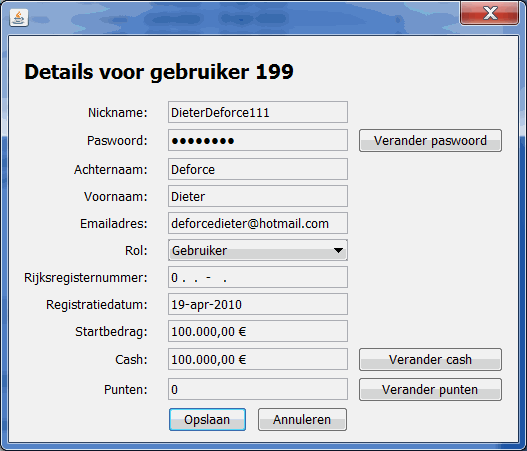 Details voor gebruiker 199
Nickname: DieterDeforce111
Paswoord: ●●●●●●●● Verander paswoord
Achternaam: Deforce
Voornaam: Dieter
Emailadres: deforcedieter@hotmail.com
Rol: Gebruiker
Rijksregisternummer: 0 . . - .
Registratiedatum: 19-apr-2010
Startbedrag: 100.000,00 €
Cash: 100.000,00 € Verander cash
Punten: 0 Verander punten
Opslaan Annuleren